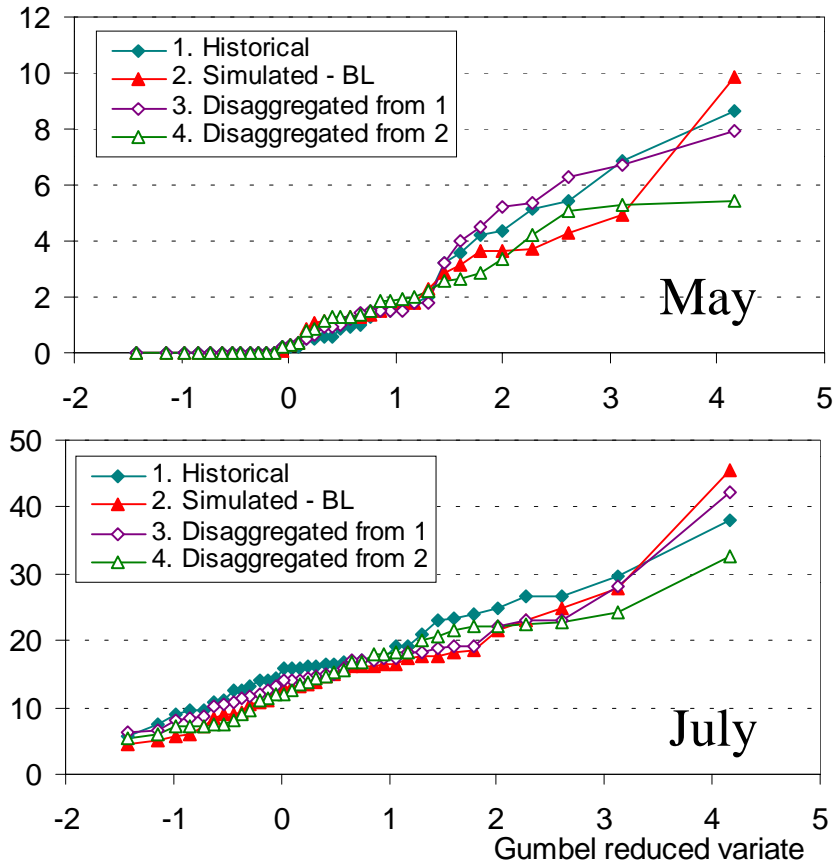 12
10
8
6
4
2
0
1. Historical
2. Simulated - BL
3. Disaggregated from 1
4. Disaggregated from 2
May
-2 -1 0 1 2 3 4 5
50
40
30
20
10
0
1. Historical
2. Simulated - BL
3. Disaggregated from 1
4. Disaggregated from 2
July
-2 -1 0 1 2 3 4 5
Gumbel reduced variate